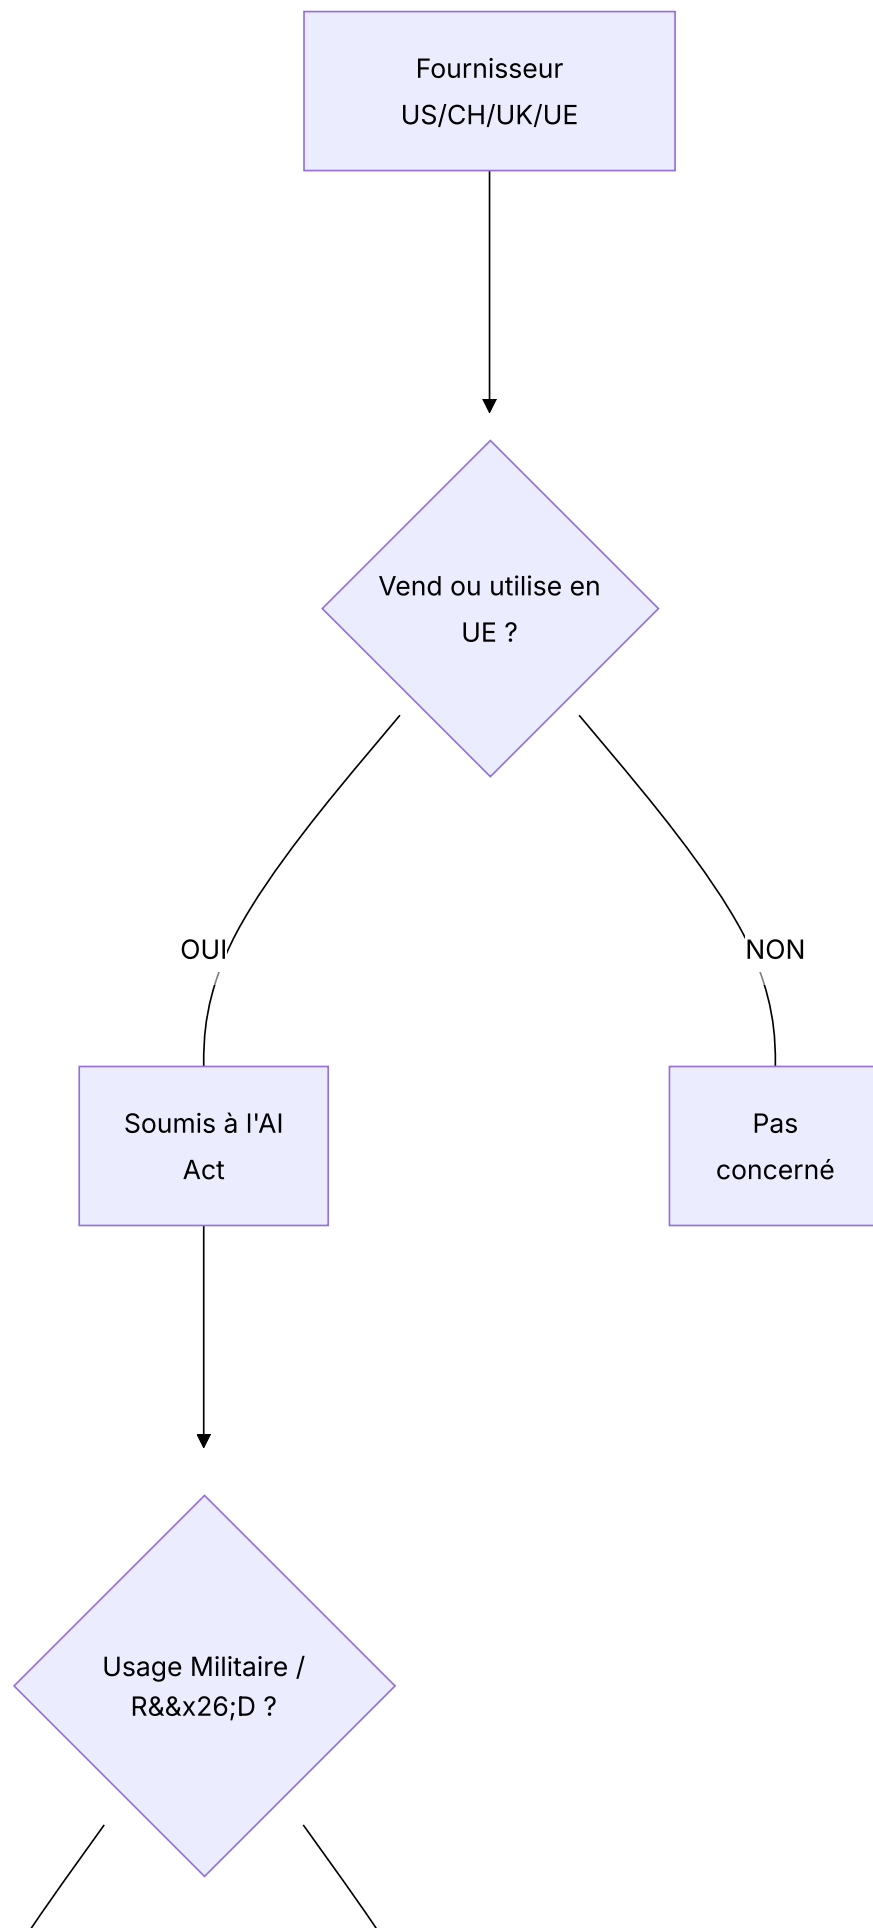 Fournisseur
US/CH/UK/UE
Vend ou utilise en
UE ?
OUI
NON
Soumis à l'AI
Act
Pas
concerné
Usage Militaire /
R&&x26;D ?